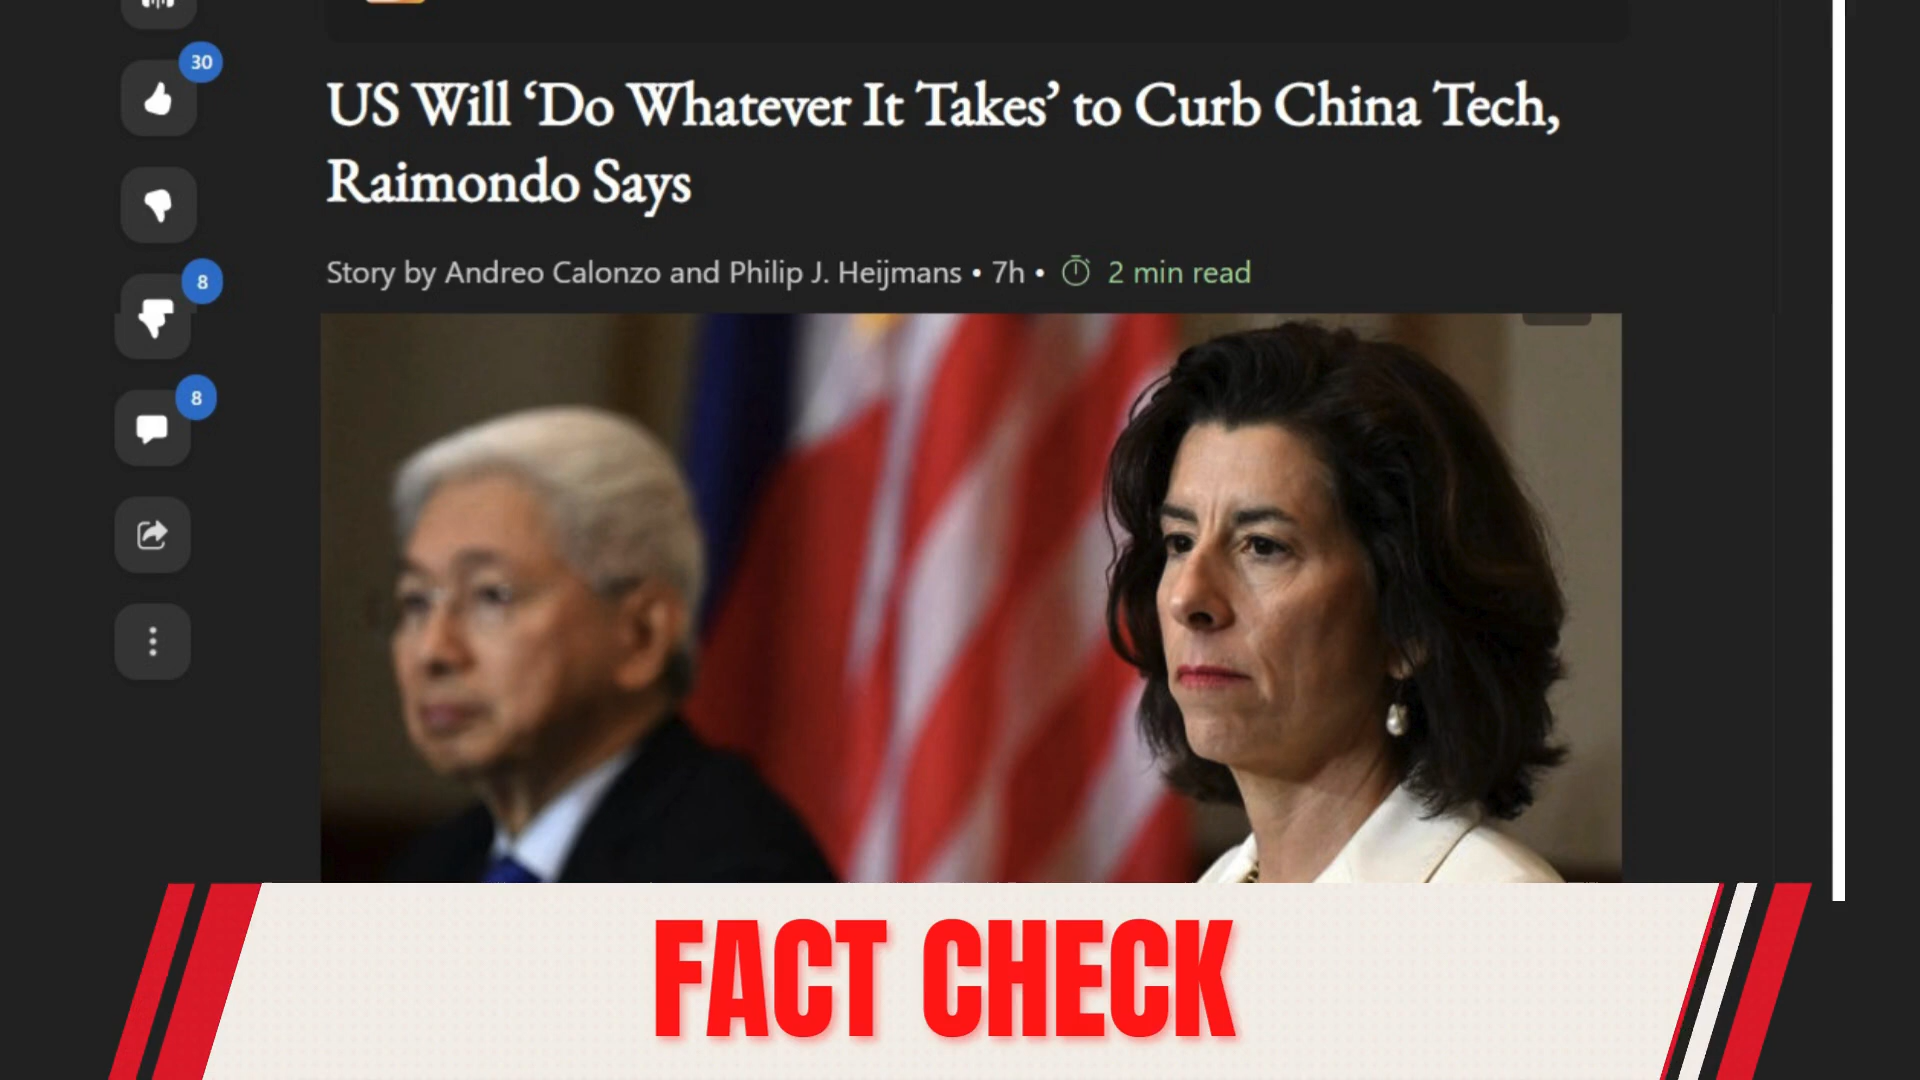 30
US Will ‘Do Whatever It Takes’ to Curb China Tech,
Raimondo Says
Story by Andreo Calonzo and Philip J. Heijmans • 7h • 2 min read
8
8
FACT CHECK